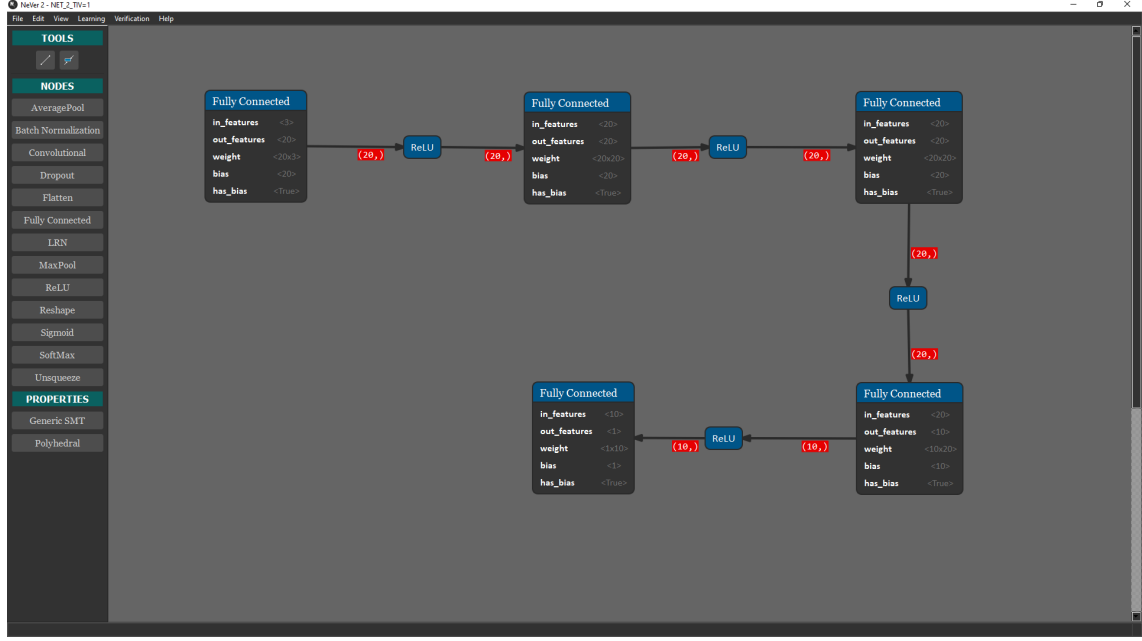 NeVer 2 - NET_2_TIV=1
File Edit View Learning Verification Help
TOOLS
NODES
AveragePool
Batch Normalization
Convolutional
Dropout
Flatten
Fully Connected
LRN
MaxPool
ReLU
Reshape
Sigmoid
SoftMax
Unsqueeze
PROPERTIES
Generic SMT
Polyhedral
Fully Connected
in_features <3>
out_features <20>
weight <20x3>
bias <20>
has_bias <True>
(20,)
ReLU
(20,)
Fully Connected
in_features <20>
out_features <20>
weight <20x20>
bias <20>
has_bias <True>
(20,)
ReLU
(20,)
Fully Connected
in_features <20>
out_features <20>
weight <20x20>
bias <20>
has_bias <True>
(20,)
ReLU
(20,)
Fully Connected
in_features <20>
out_features <10>
weight <10x20>
bias <10>
has_bias <True>
(10,)
ReLU
(10,)
Fully Connected
in_features <10>
out_features <1>
weight <1x10>
bias <1>
has_bias <True>